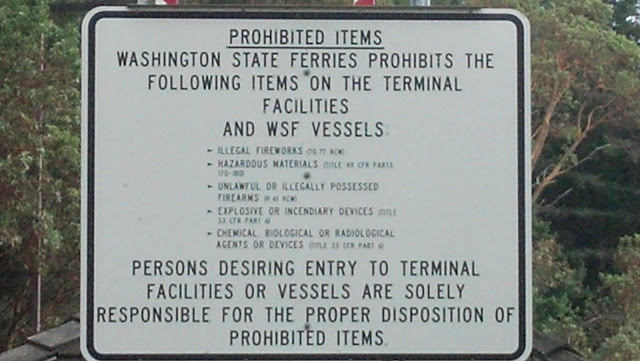 PROHIBITED ITEMS
WASHINGTON STATE FERRIES PROHIBITS THE
FOLLOWING ITEMS ON THE TERMINAL
FACILITIES
AND WSF VESSELS:
- ILLEGAL FIREWORKS (70.77 RCW)
- HAZARDOUS MATERIALS (TITLE 49 CFR PARTS
170-180)
- UNLAWFUL OR ILLEGALLY POSSESSED
FIREARMS (9.41 RCW)
- EXPLOSIVE OR INCENDIARY DEVICES (TITLE
33 CFR PART 6)
- CHEMICAL, BIOLOGICAL OR RADIOLOGICAL
AGENTS OR DEVICES (TITLE 33 CFR PART 6)
PERSONS DESIRING ENTRY TO TERMINAL
FACILITIES OR VESSELS ARE SOLELY
RESPONSIBLE FOR THE PROPER DISPOSITION OF
PROHIBITED ITEMS.